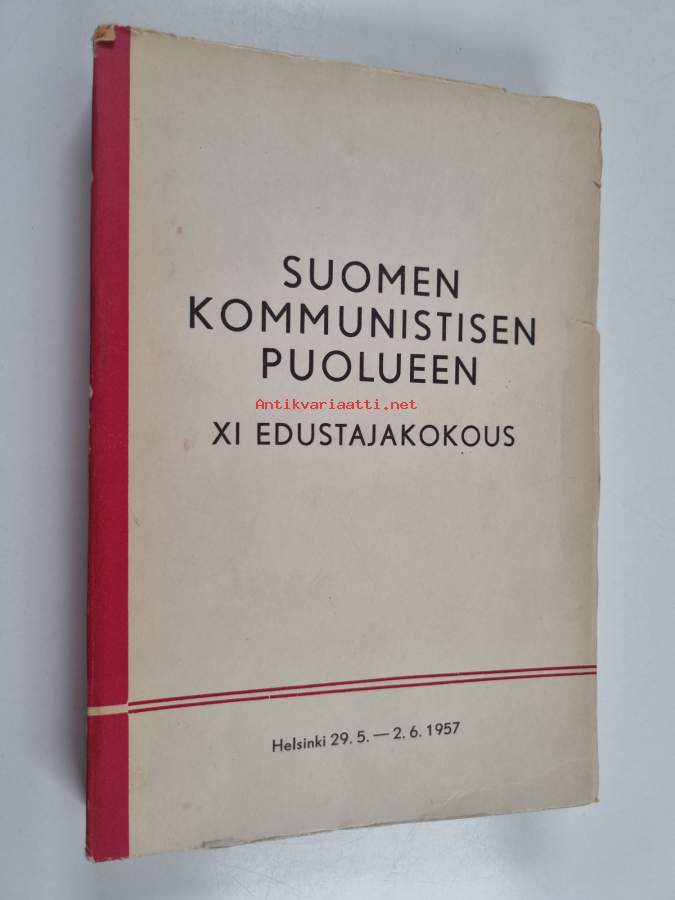 SUOMEN
KOMMUNISTISEN
PUOLUEEN
Antikvariaatti.net
XI EDUSTAJAKOKOUS
Helsinki 29. 5. — 2. 6. 1957